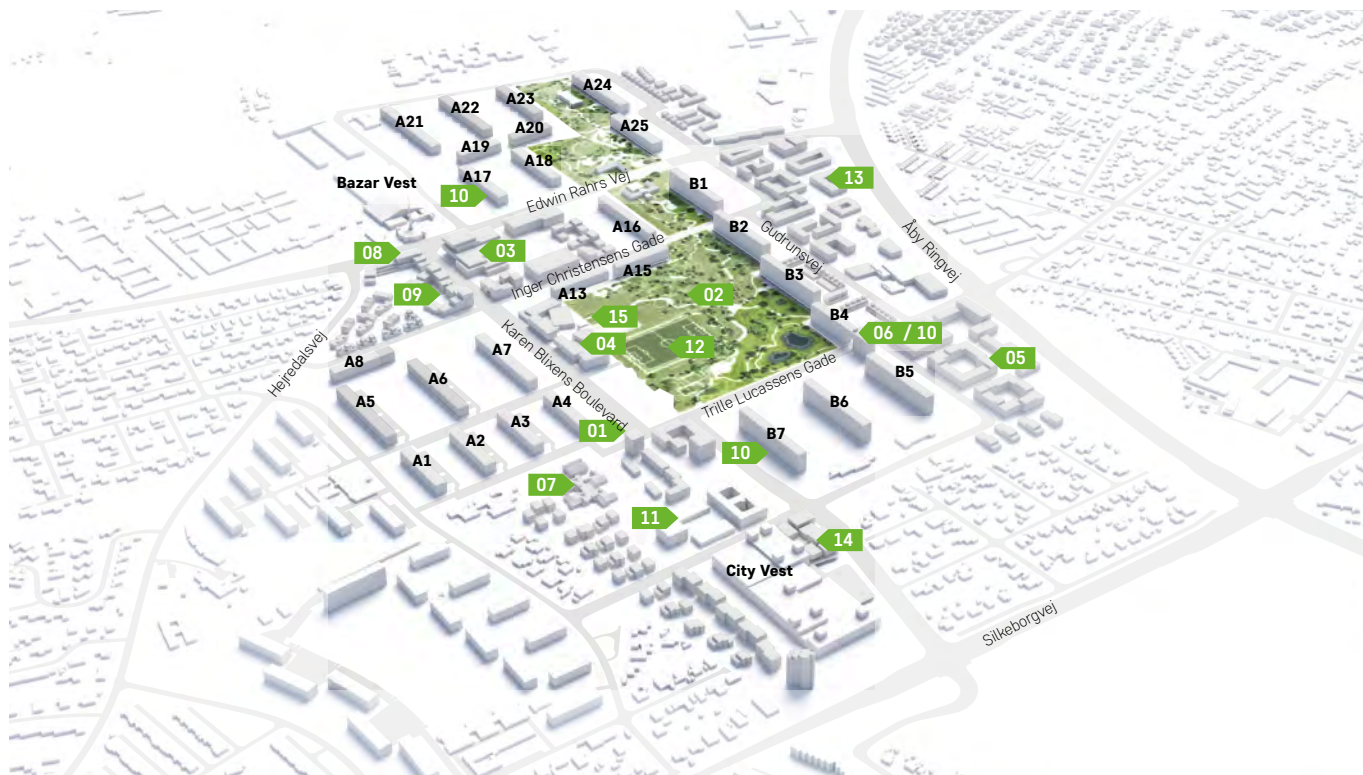 A24
A23
A22
A21
A20
A25
A19
A18
A17
Bazar Vest
10
Edwin Rahrs Vej
B1
13
A16
B2
Gudrunsvej
Åby Ringvej
08
03
Inger Christensens Gade
A15
B3
09
A13
02
15
B4
06 / 10
04
12
05
Karen Blixens Boulevard
A7
Hejredalsvej
A8
A6
Trille Lucassens Gade
B5
A5
A4
B6
A3
01
B7
A2
A1
10
07
11
14
City Vest
Silkeborgvej